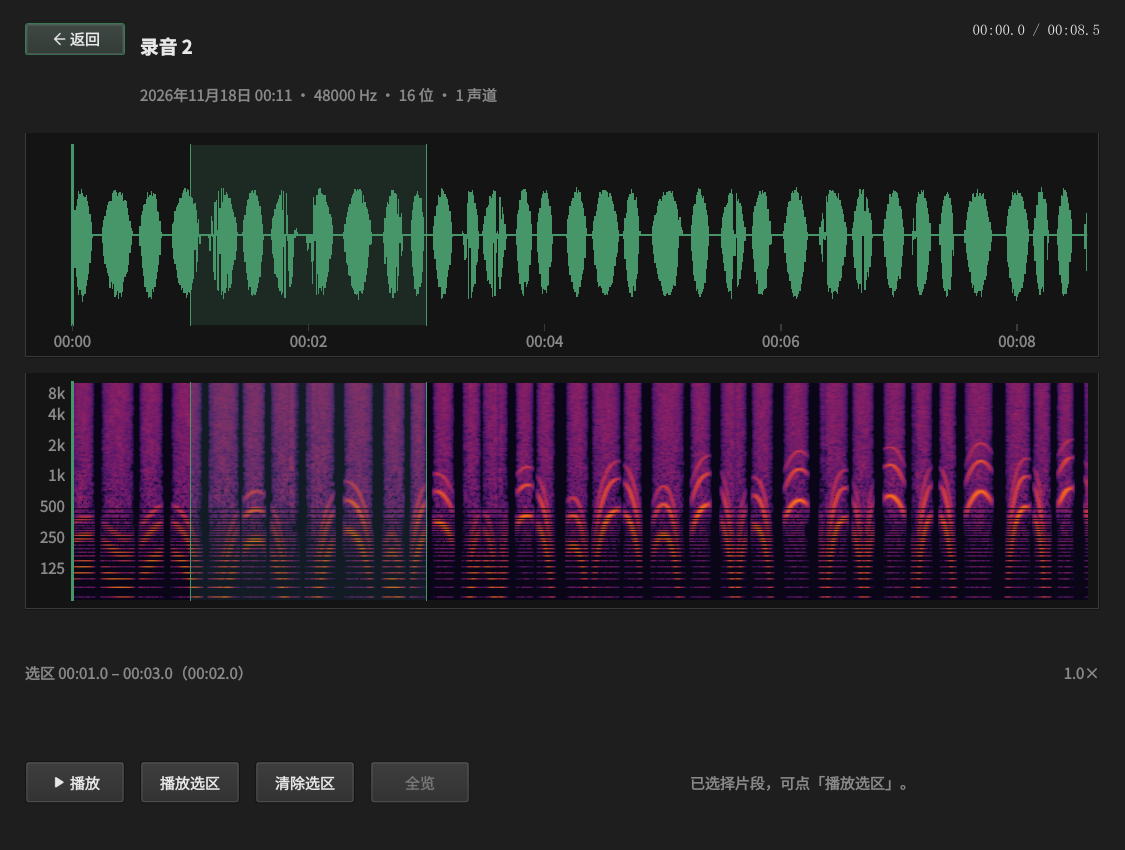 ← 返回
录音 2
00:00.0 / 00:08.5
2026年11月18日 00:11 · 48000 Hz · 16 位 · 1 声道
00:00 00:02 00:04 00:06 00:08
8k
4k
2k
1k
500
250
125
选区 00:01.0 – 00:03.0（00:02.0）
1.0×
▶ 播放 播放选区 清除选区 全览
已选择片段，可点「播放选区」。